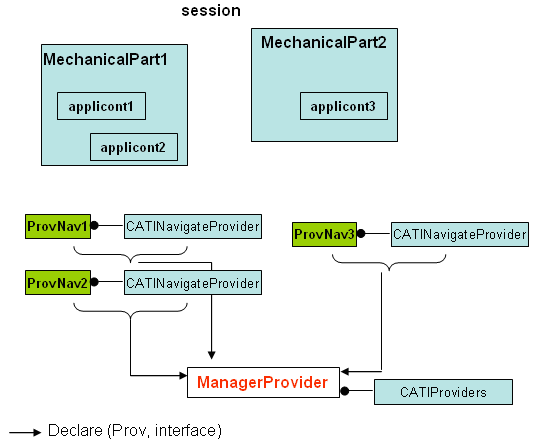 session
MechanicalPart1
applicont1
applicont2
MechanicalPart2
applicont3
ProvNav1
CATINavigateProvider
ProvNav2
CATINavigateProvider
ProvNav3
CATINavigateProvider
ManagerProvider
CATIProviders
Declare (Prov, interface)